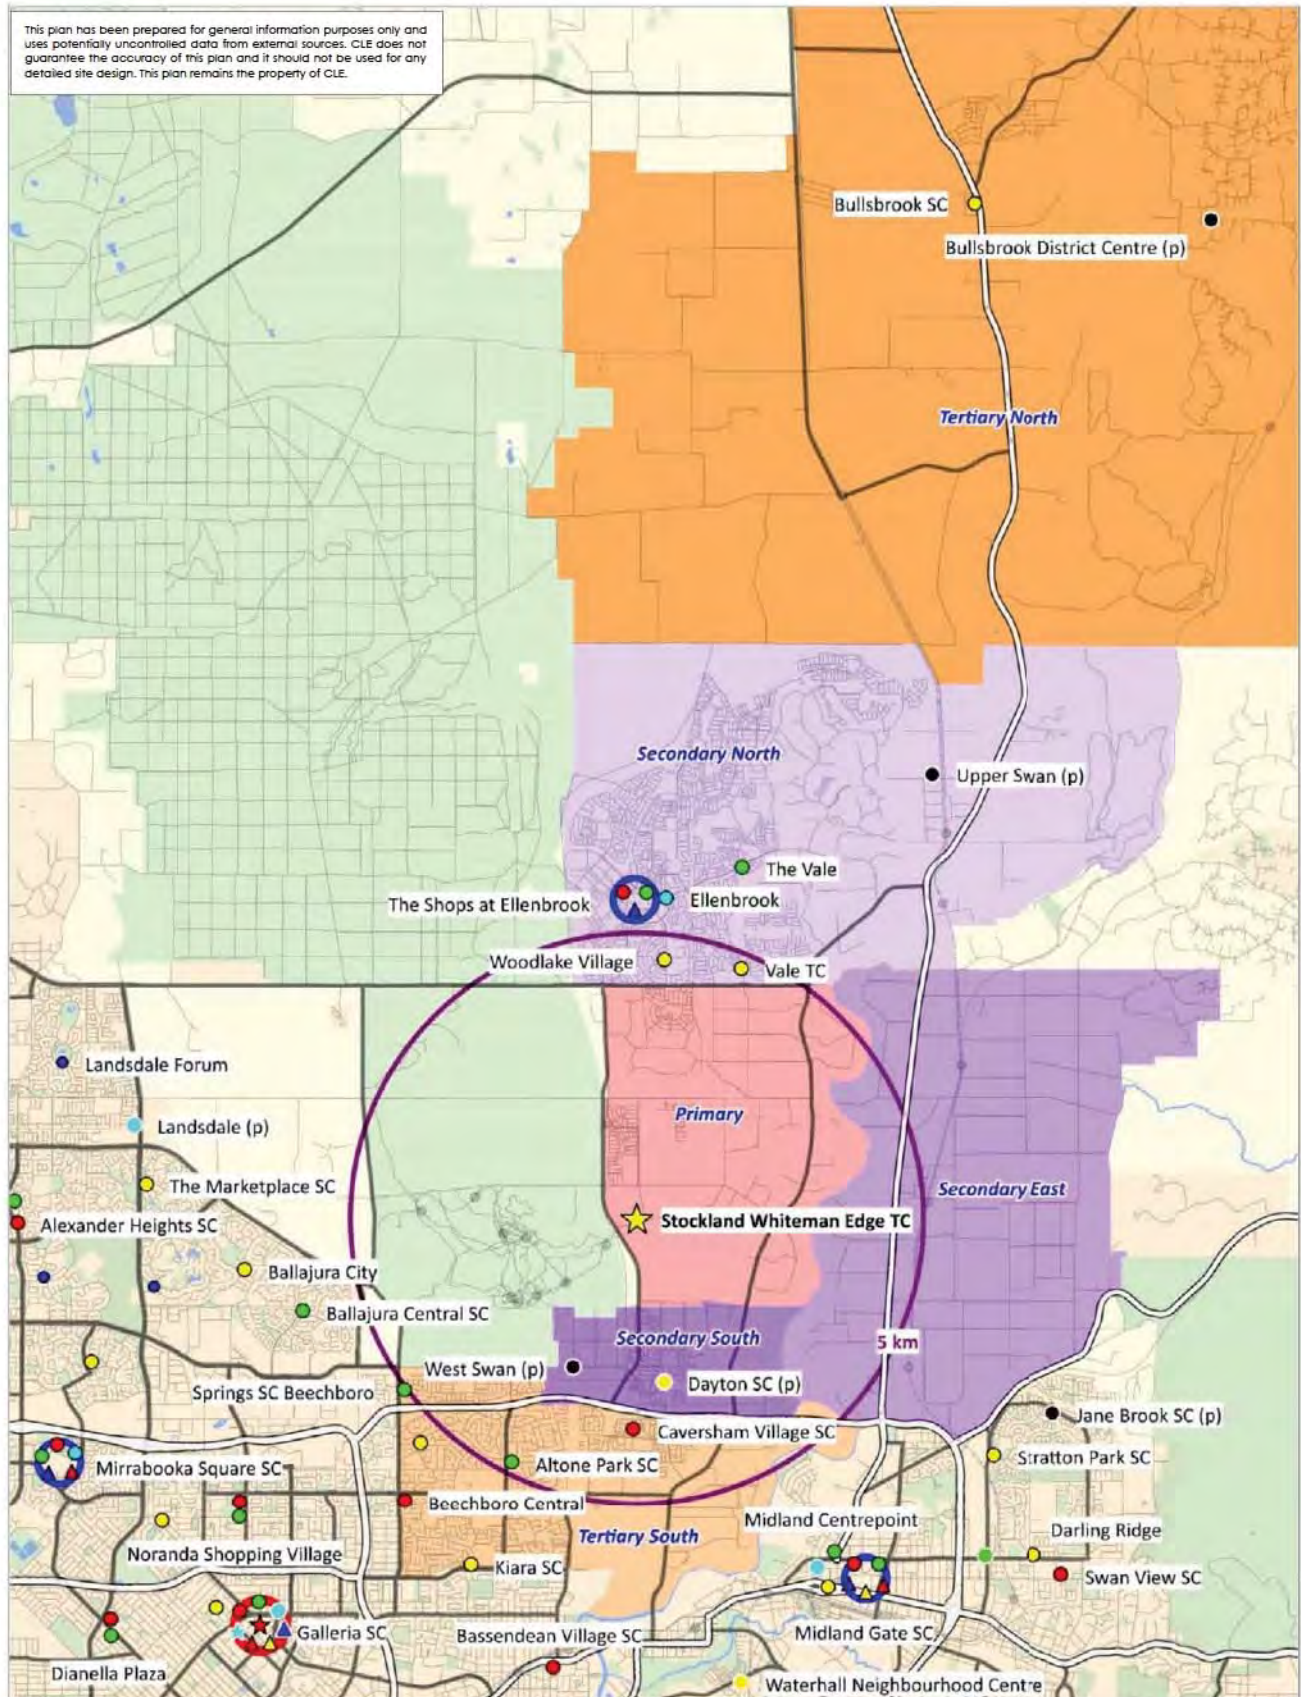 This plan has been prepared for general information purposes only and
uses potentially uncontrolled data from external sources. CLE does not
guarantee the accuracy of this plan and it should not be used for any
detailed site design. This plan remains the property of CLE.
Bullsbrook SC
Bullsbrook District Centre (p)
Tertiary North
Secondary North
Upper Swan (p)
The Vale
The Shops at Ellenbrook
Ellenbrook
Woodlake Village
Vale TC
Landsdale Forum
Primary
Landsdale (p)
The Marketplace SC
Secondary East
Alexander Heights SC
Stockland Whiteman Edge TC
Ballajura City
Ballajura Central SC
Secondary South
5 km
West Swan (p)
Dayton SC (p)
Springs SC Beechboro
Jane Brook SC (p)
Caversham Village SC
Stratton Park SC
Mirrabooka Square SC
Altone Park SC
Beechboro Central
Midland Centrepoint
Tertiary South
Darling Ridge
Noranda Shopping Village
Kiara SC
Swan View SC
Galleria SC
Bassendean Village SC
Midland Gate SC
Dianella Plaza
Waterhall Neighbourhood Centre